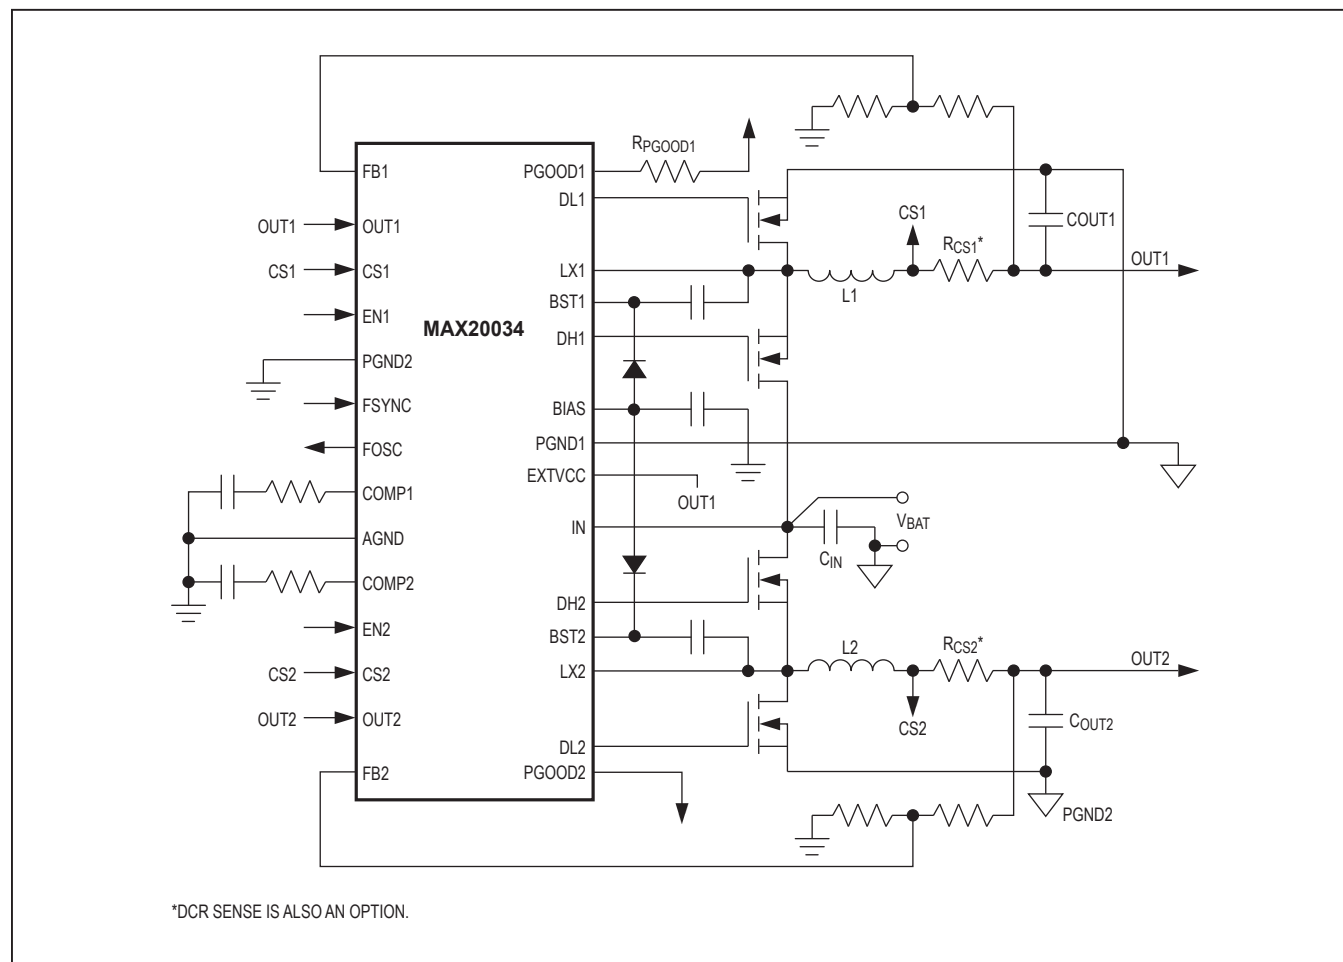 MAX20034
FB1
OUT1 OUT1
CS1 CS1
EN1
PGND2
FSYNC
FOSC
COMP1
AGND
COMP2
EN2
CS2 CS2
OUT2 OUT2
FB2
PGOOD1
DL1
LX1
BST1
DH1
BIAS
PGND1
EXTVCC
IN
DH2
BST2
LX2
DL2
PGOOD2
RPGOOD1
CS1
RCS1*
L1
COUT1
OUT1
OUT1
VBAT
CIN
L2
RCS2*
CS2
OUT2
COUT2
PGND2
*DCR SENSE IS ALSO AN OPTION.